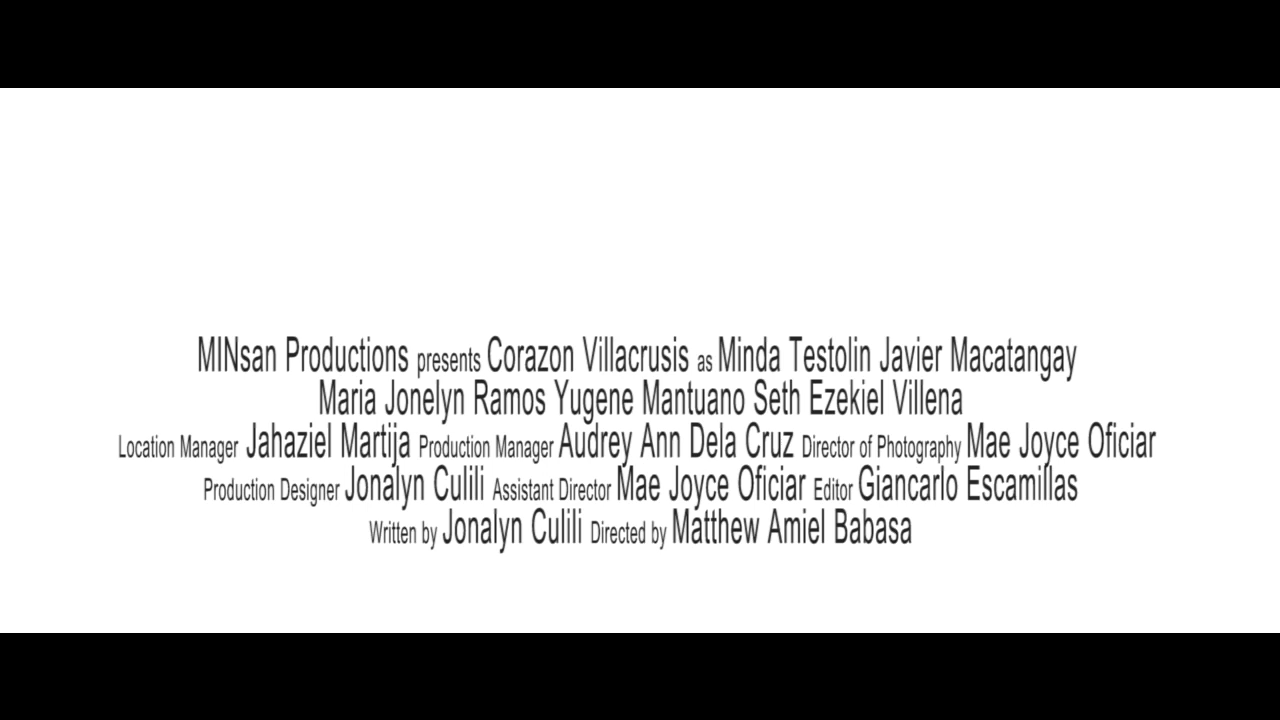 MINsan Productions presents Corazon Villacrusis as Minda Testolin Javier Macatangay
Maria Jonelyn Ramos Yugene Mantuano Seth Ezekiel Villena
Location Manager Jahaziel Martija Production Manager Audrey Ann Dela Cruz Director of Photography Mae Joyce Oficiar
Production Designer Jonalyn Culili Assistant Director Mae Joyce Oficiar Editor Giancarlo Escamillas
Written by Jonalyn Culili Directed by Matthew Amiel Babasa